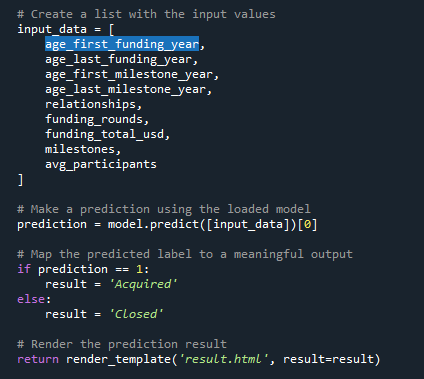 # Create a list with the input values
input_data = [
age_first_funding_year,
age_last_funding_year,
age_first_milestone_year,
age_last_milestone_year,
relationships,
funding_rounds,
funding_total_usd,
milestones,
avg_participants
]
# Make a prediction using the loaded model
prediction = model.predict([input_data])[0]
# Map the predicted label to a meaningful output
if prediction == 1:
result = 'Acquired'
else:
result = 'Closed'
# Render the prediction result
return render_template('result.html', result=result)